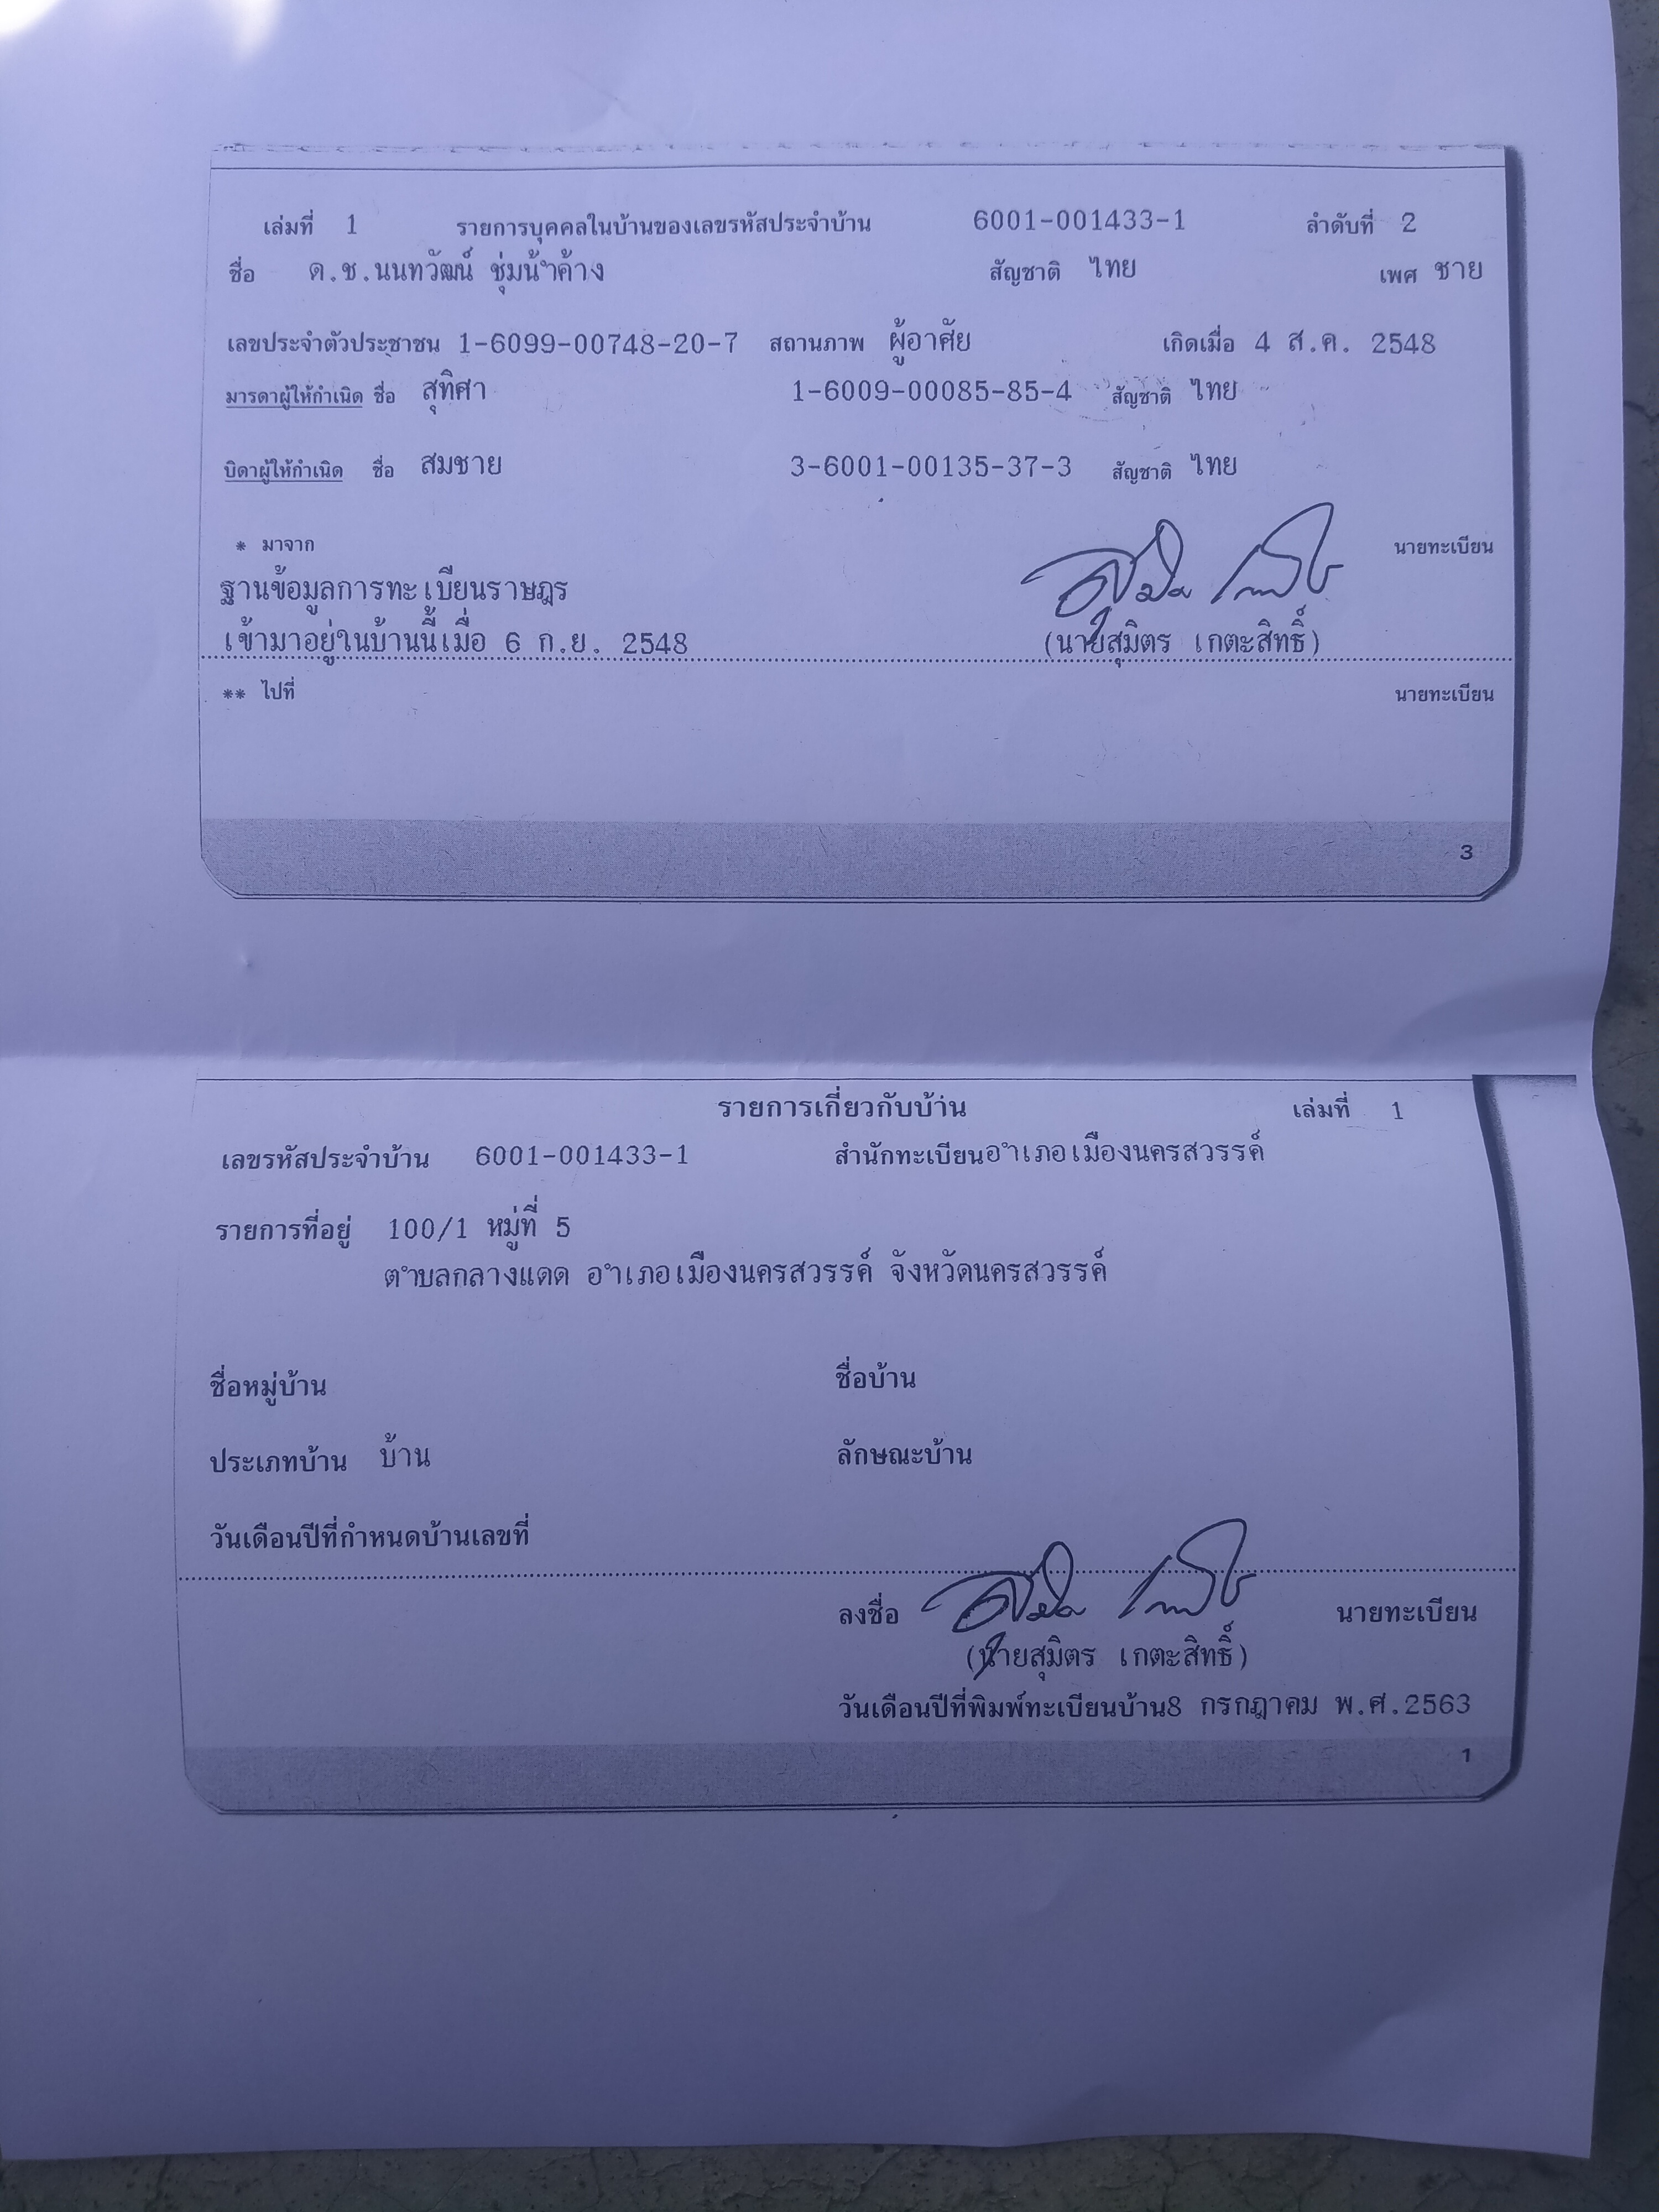 เล่มที่ 1 รายการบุคคลในบ้านของเลขรหัสประจำบ้าน 6001-001433-1 ลำดับที่ 2
ชื่อ ด.ช.นนทวัฒน์ ชุ่มน้ำค้าง สัญชาติ ไทย เพศ ชาย
เลขประจำตัวประชาชน 1-6099-00748-20-7 สถานภาพ ผู้อาศัย เกิดเมื่อ 4 ส.ค. 2548
มารดาผู้ให้กำเนิด ชื่อ สุทิศา 1-6009-00085-85-4 สัญชาติ ไทย
บิดาผู้ให้กำเนิด ชื่อ สมชาย 3-6001-00135-37-3 สัญชาติ ไทย
* มาจาก นายทะเบียน
ฐานข้อมูลการทะเบียนราษฎร
เข้ามาอยู่ในบ้านนี้เมื่อ 6 ก.ย. 2548 (นายสุมิตร เกตะสิทธิ์)
** ไปที่ นายทะเบียน
3
รายการเกี่ยวกับบ้าน เล่มที่ 1
เลขรหัสประจำบ้าน 6001-001433-1 สำนักทะเบียนอำเภอเมืองนครสวรรค์
รายการที่อยู่ 100/1 หมู่ที่ 5
ตำบลกลางแดด อำเภอเมืองนครสวรรค์ จังหวัดนครสวรรค์
ชื่อหมู่บ้าน ชื่อบ้าน
ประเภทบ้าน บ้าน ลักษณะบ้าน
วันเดือนปีที่กำหนดบ้านเลขที่
ลงชื่อ นายทะเบียน
(นายสุมิตร เกตะสิทธิ์)
วันเดือนปีที่พิมพ์ทะเบียนบ้าน8 กรกฎาคม พ.ศ.2563
1